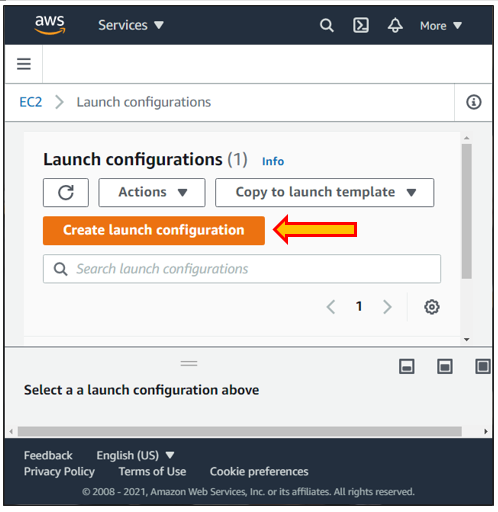 aws Services More
EC2 Launch configurations
Launch configurations (1) Info
Actions Copy to launch template
Create launch configuration
Search launch configurations
1
Select a a launch configuration above
Feedback English (US)
Privacy Policy Terms of Use Cookie preferences
© 2008 - 2021, Amazon Web Services, Inc. or its affiliates. All rights reserved.